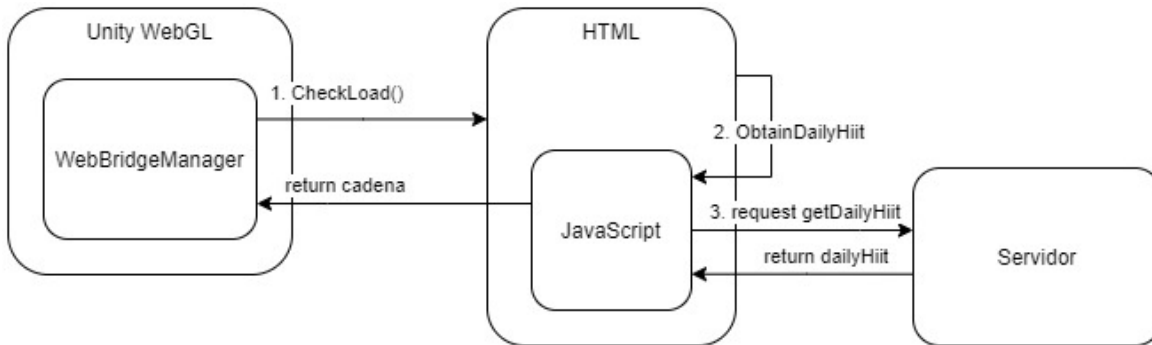 Unity WebGL
HTML
1. CheckLoad()
2. ObtainDailyHiit
WebBridgeManager
return cadena
JavaScript
3. request getDailyHiit
return dailyHiit
Servidor